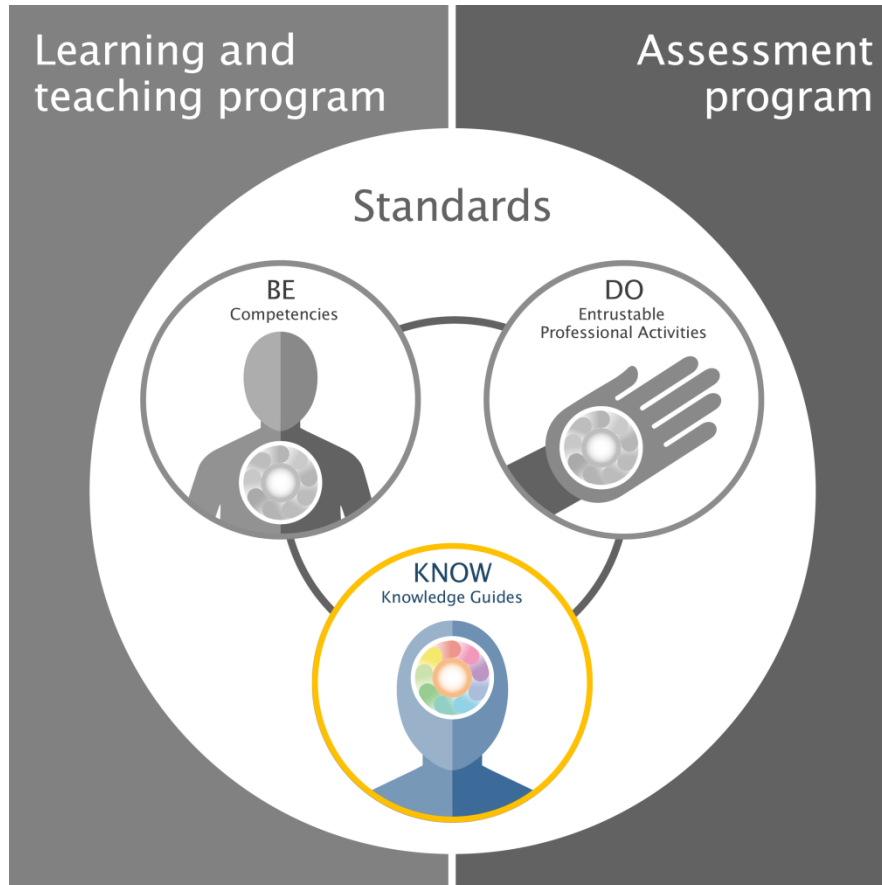 Learning and
teaching program
Assessment
program
Standards
BE
Competencies
DO
Entrustable
Professional Activities
KNOW
Knowledge Guides